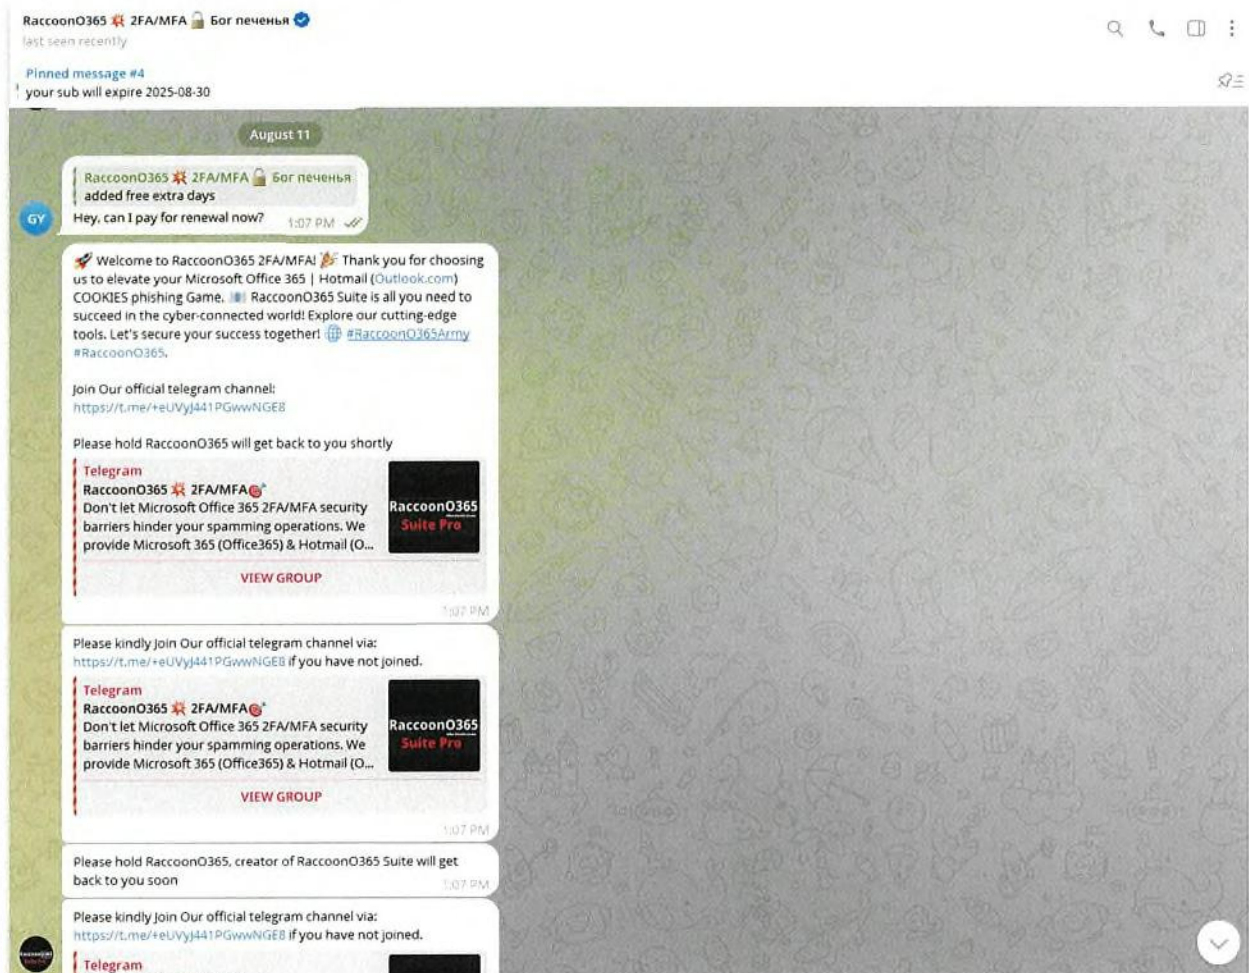 RaccoonO365 💥 2FA/MFA 🔒 Бог печенья
last seen recently
Pinned message #4
your sub will expire 2025-08-30
August 11
RaccoonO365 💥 2FA/MFA 🔒 Бог печенья
added free extra days
GY
Hey, can I pay for renewal now?
1:07 PM
🚀 Welcome to RaccoonO365 2FA/MFA! 🎉 Thank you for choosing
us to elevate your Microsoft Office 365 | Hotmail (Outlook.com)
COOKIES phishing Game. 📧 RaccoonO365 Suite is all you need to
succeed in the cyber-connected world! Explore our cutting-edge
tools. Let's secure your success together! 🌐 #RaccoonO365Army
#RaccoonO365.
Join Our official telegram channel:
https://t.me/+eUVyJ441PGwwNGE8
Please hold RaccoonO365 will get back to you shortly
Telegram
RaccoonO365 💥 2FA/MFA🎯
Don't let Microsoft Office 365 2FA/MFA security
barriers hinder your spamming operations. We
provide Microsoft 365 (Office365) & Hotmail (O...
RaccoonO365
Suite Pro
VIEW GROUP
1:07 PM
Please kindly Join Our official telegram channel via:
https://t.me/+eUVyJ441PGwwNGE8 if you have not joined.
Telegram
RaccoonO365 💥 2FA/MFA🎯
Don't let Microsoft Office 365 2FA/MFA security
barriers hinder your spamming operations. We
provide Microsoft 365 (Office365) & Hotmail (O...
RaccoonO365
Suite Pro
VIEW GROUP
1:07 PM
Please hold RaccoonO365, creator of RaccoonO365 Suite will get
back to you soon
1:07 PM
Please kindly Join Our official telegram channel via:
https://t.me/+eUVyJ441PGwwNGE8 if you have not joined.
Telegram